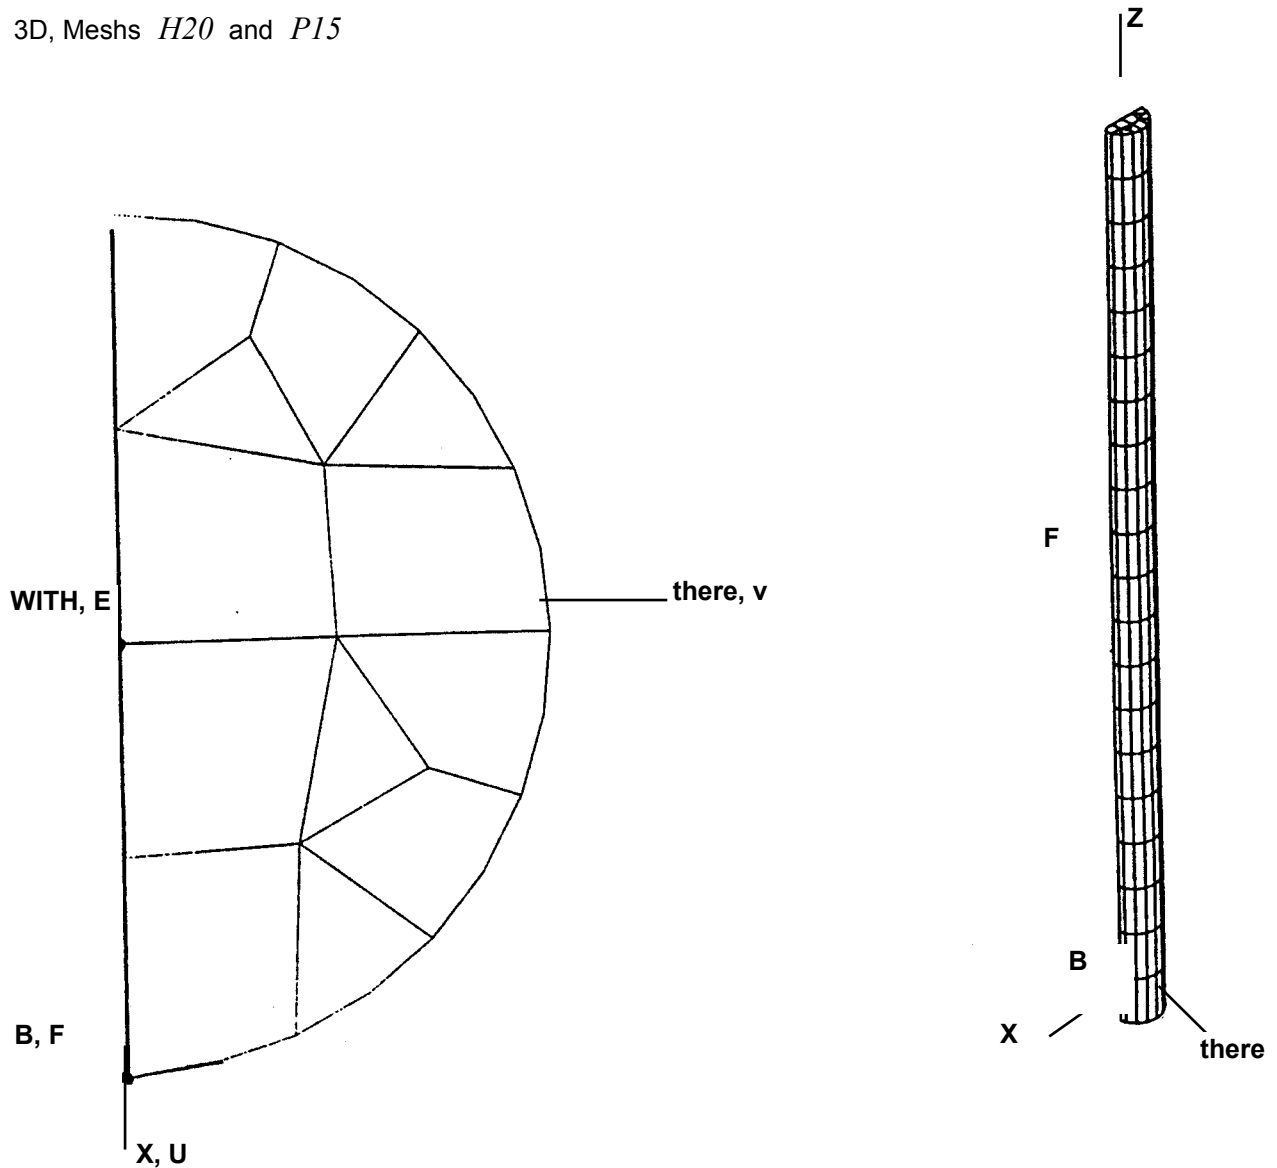 3D, Meshs H20 and P15
Z
WITH, E
there, v
F
B
B, F
X
there
X, U